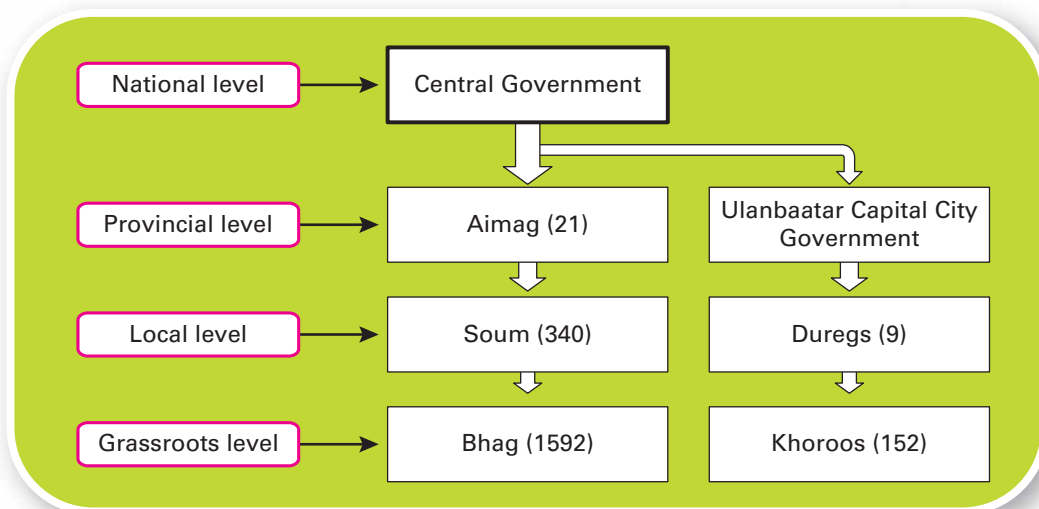 National level
Central Government
Provincial level
Aimag (21)
Ulanbaatar Capital City
Government
Local level
Soum (340)
Duregs (9)
Grassroots level
Bhag (1592)
Khoroos (152)